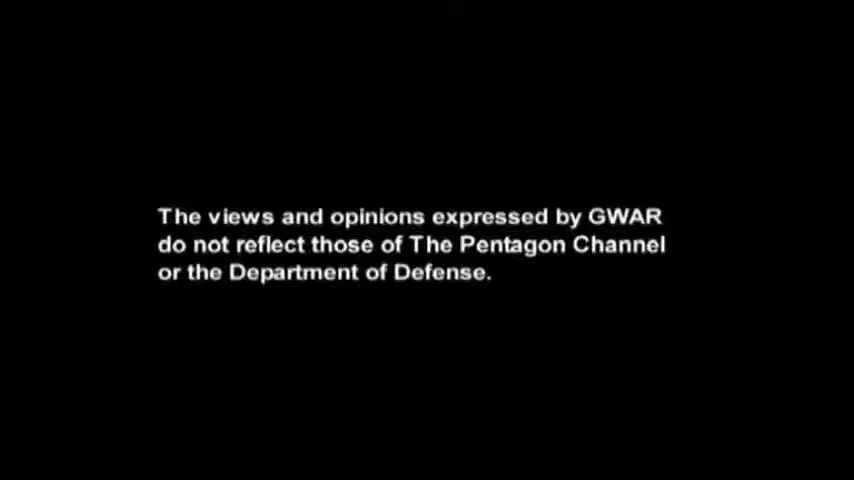 The views and opinions expressed by GWAR
do not reflect those of The Pentagon Channel
or the Department of Defense.